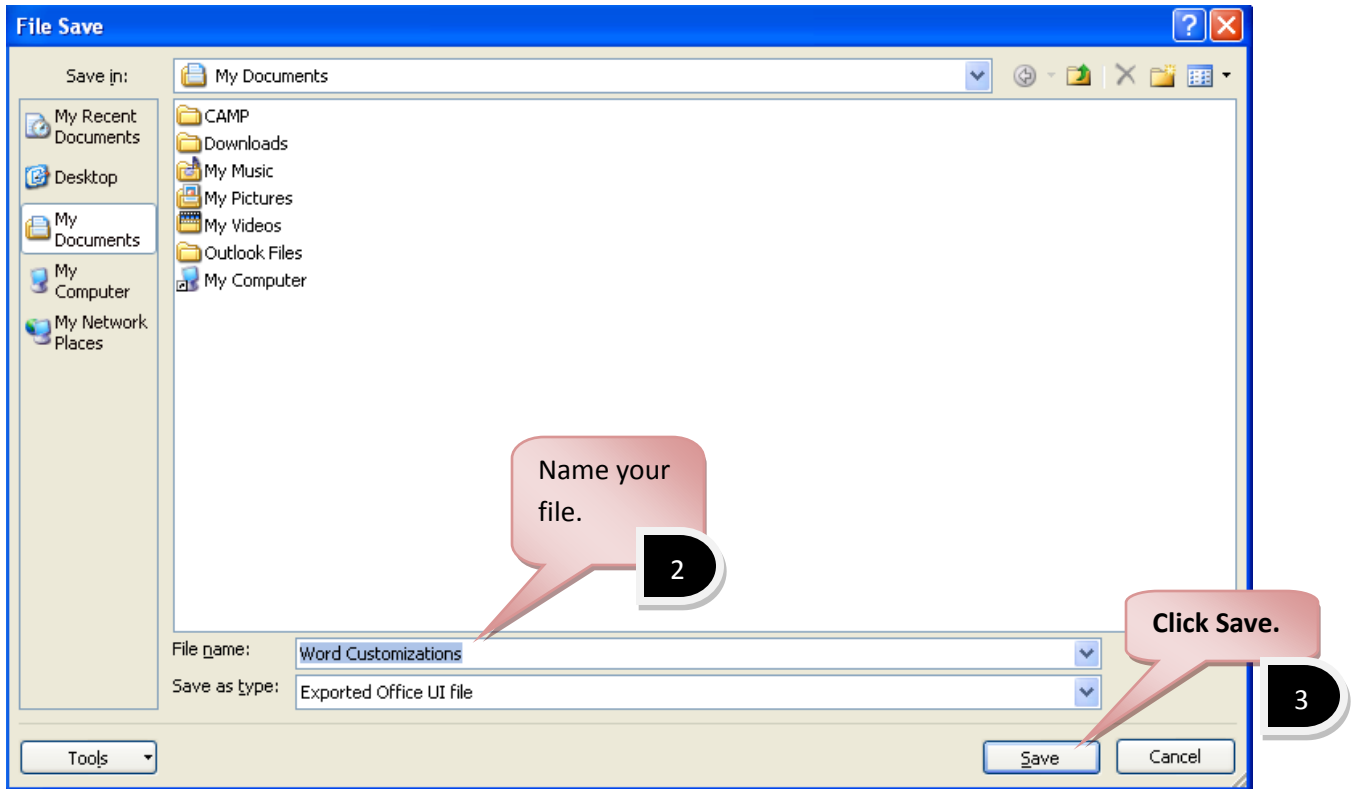 File Save
Save in:
My Documents
My Recent
Documents
Desktop
My
Documents
My
Computer
My Network
Places
CAMP
Downloads
My Music
My Pictures
My Videos
Outlook Files
My Computer
Name your
file.
2
File name:
Word Customizations
Save as type:
Exported Office UI file
Click Save.
3
Tools
Save
Cancel